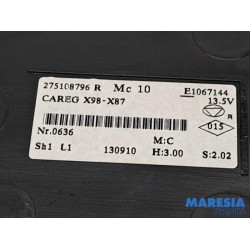 275108796 R Mc 10 E1067144
CAREG X98-X87 13.5V
R
Nr.0636 015
M:C
Sh1 L1 130910 H:3.00 S:2.02
MARESIA
PARTS